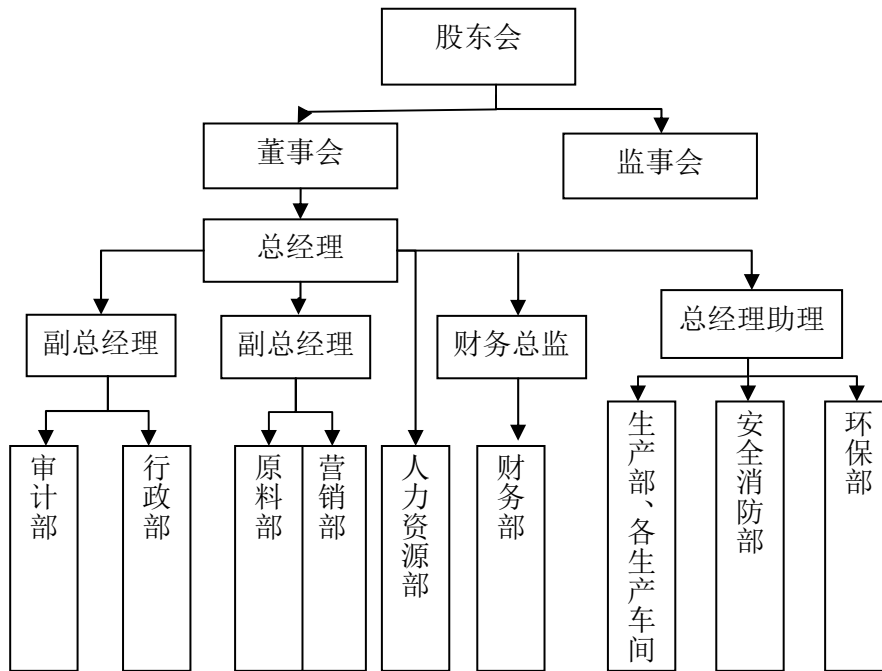 股东会
董事会
监事会
总经理
副总经理
副总经理
财务总监
总经理助理
审计部
行政部
原料部
营销部
人力资源部
财务部
生产部、各生产车间
安全消防部
环保部